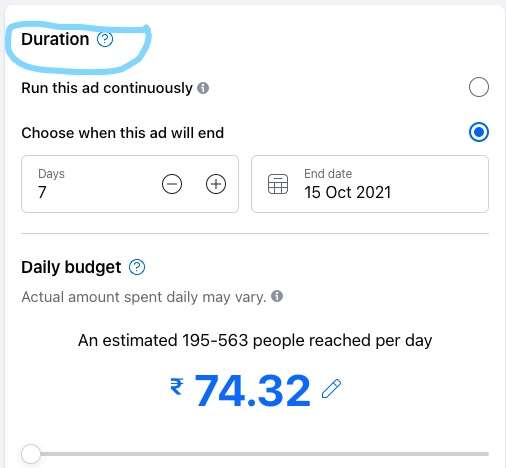 Duration
Run this ad continuously
Choose when this ad will end
Days
7
End date
15 Oct 2021
Daily budget
Actual amount spent daily may vary.
An estimated 195-563 people reached per day
₹ 74.32